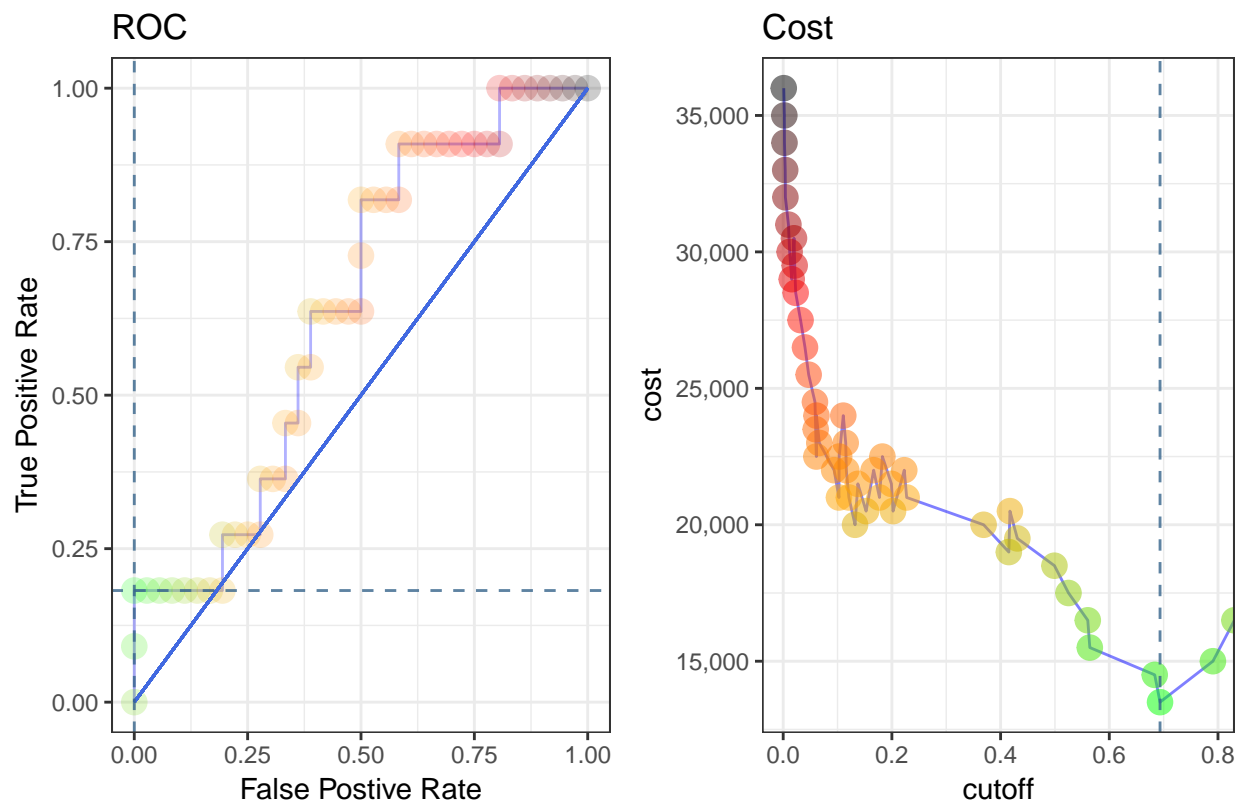 ROC
True Positive Rate
1.00
0.75
0.50
0.25
0.00
0.00 0.25 0.50 0.75 1.00
False Postive Rate
Cost
cost
35,000
30,000
25,000
20,000
15,000
0.0 0.2 0.4 0.6 0.8
cutoff